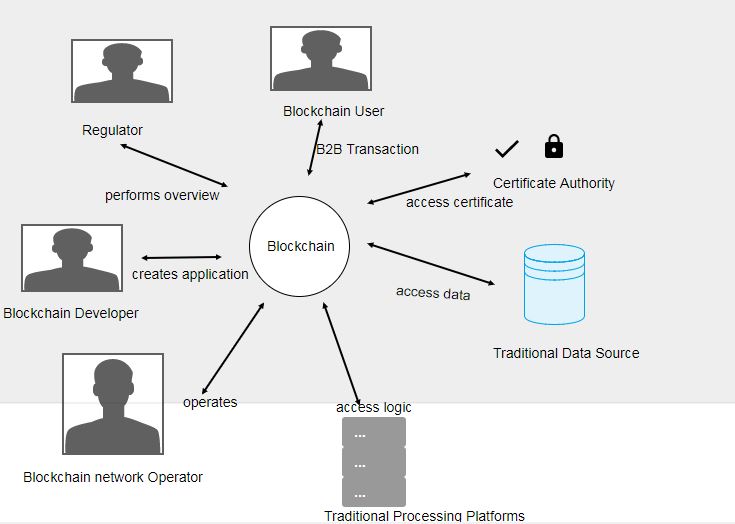 Blockchain User
Regulator
B2B Transaction
Certificate Authority
performs overview
access certificate
Blockchain
creates application
access data
Blockchain Developer
Traditional Data Source
operates
access logic
...
...
Blockchain network Operator
...
Traditional Processing Platforms